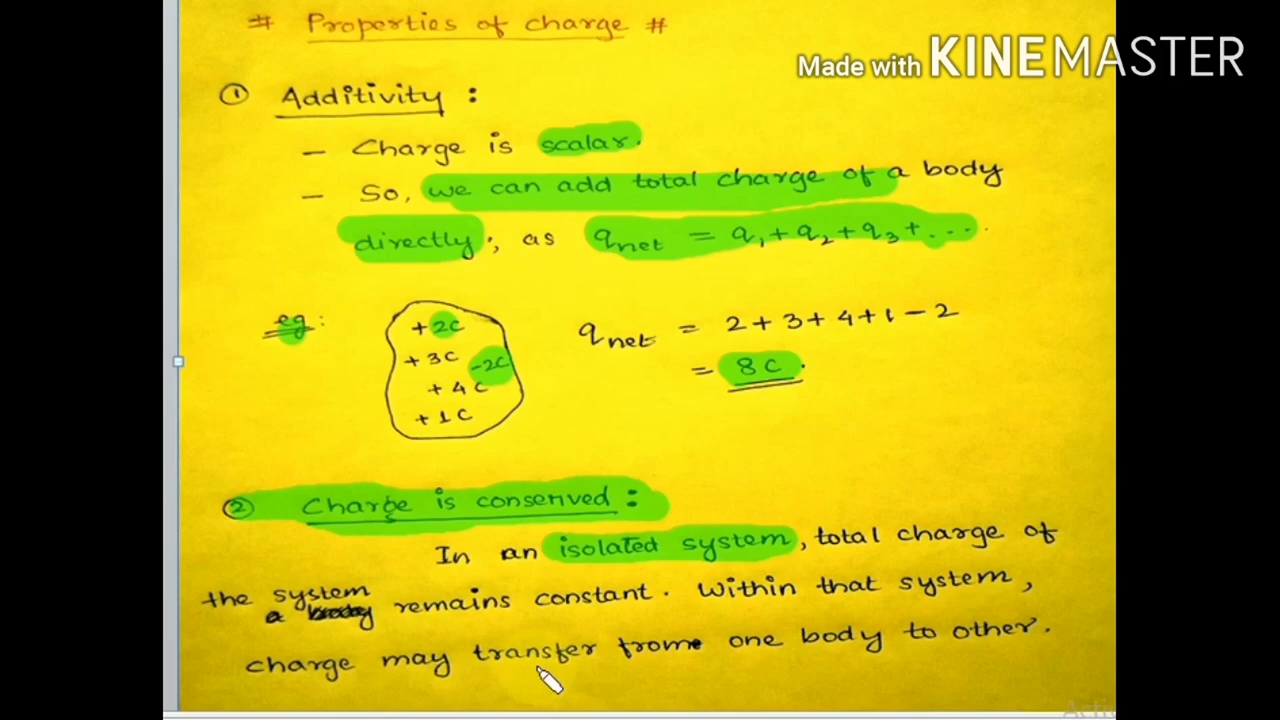 # Properties of charge #
Made with KINEMASTER
① Additivity :
- Charge is scalar.
- So, we can add total charge of a body
directly, as q_net = q₁ + q₂ + q₃ + ....
eg:
+2C
+3C -2C
+4C
+1C
q_net = 2+3+4+1-2
= 8C.
② Charge is conserved :
In an isolated system, total charge of
the system remains constant. Within that system,
charge may transfer from one body to other.